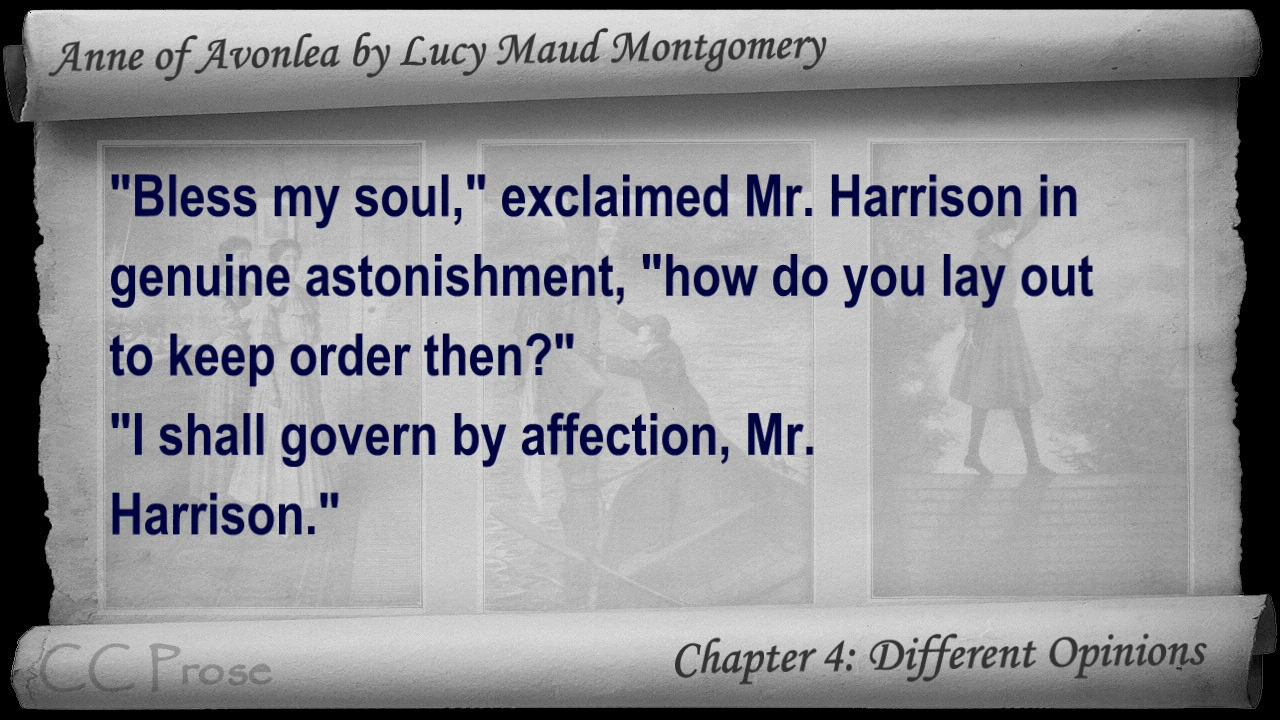 Anne of Avonlea by Lucy Maud Montgomery
"Bless my soul," exclaimed Mr. Harrison in
genuine astonishment, "how do you lay out
to keep order then?"
"I shall govern by affection, Mr.
Harrison."
CC Prose
Chapter 4: Different Opinions